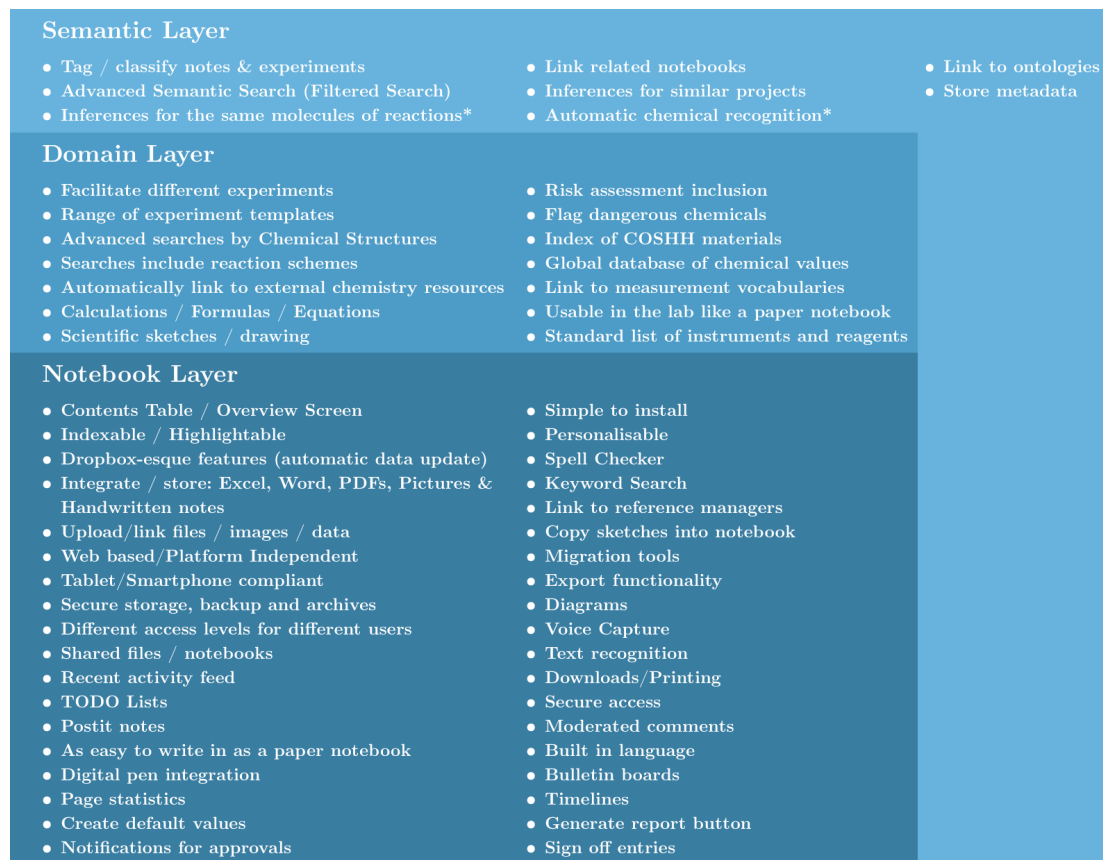 Semantic Layer
• Tag / classify notes & experiments
• Advanced Semantic Search (Filtered Search)
• Inferences for the same molecules of reactions*
• Link related notebooks
• Inferences for similar projects
• Automatic chemical recognition*
• Link to ontologies
• Store metadata
Domain Layer
• Facilitate different experiments
• Range of experiment templates
• Advanced searches by Chemical Structures
• Searches include reaction schemes
• Automatically link to external chemistry resources
• Calculations / Formulas / Equations
• Scientific sketches / drawing
• Risk assessment inclusion
• Flag dangerous chemicals
• Index of COSHH materials
• Global database of chemical values
• Link to measurement vocabularies
• Usable in the lab like a paper notebook
• Standard list of instruments and reagents
Notebook Layer
• Contents Table / Overview Screen
• Indexable / Highlightable
• Dropbox-esque features (automatic data update)
• Integrate / store: Excel, Word, PDFs, Pictures &
Handwritten notes
• Upload/link files / images / data
• Web based/Platform Independent
• Tablet/Smartphone compliant
• Secure storage, backup and archives
• Different access levels for different users
• Shared files / notebooks
• Recent activity feed
• TODO Lists
• Postit notes
• As easy to write in as a paper notebook
• Digital pen integration
• Page statistics
• Create default values
• Notifications for approvals
• Simple to install
• Personalisable
• Spell Checker
• Keyword Search
• Link to reference managers
• Copy sketches into notebook
• Migration tools
• Export functionality
• Diagrams
• Voice Capture
• Text recognition
• Downloads/Printing
• Secure access
• Moderated comments
• Built in language
• Bulletin boards
• Timelines
• Generate report button
• Sign off entries